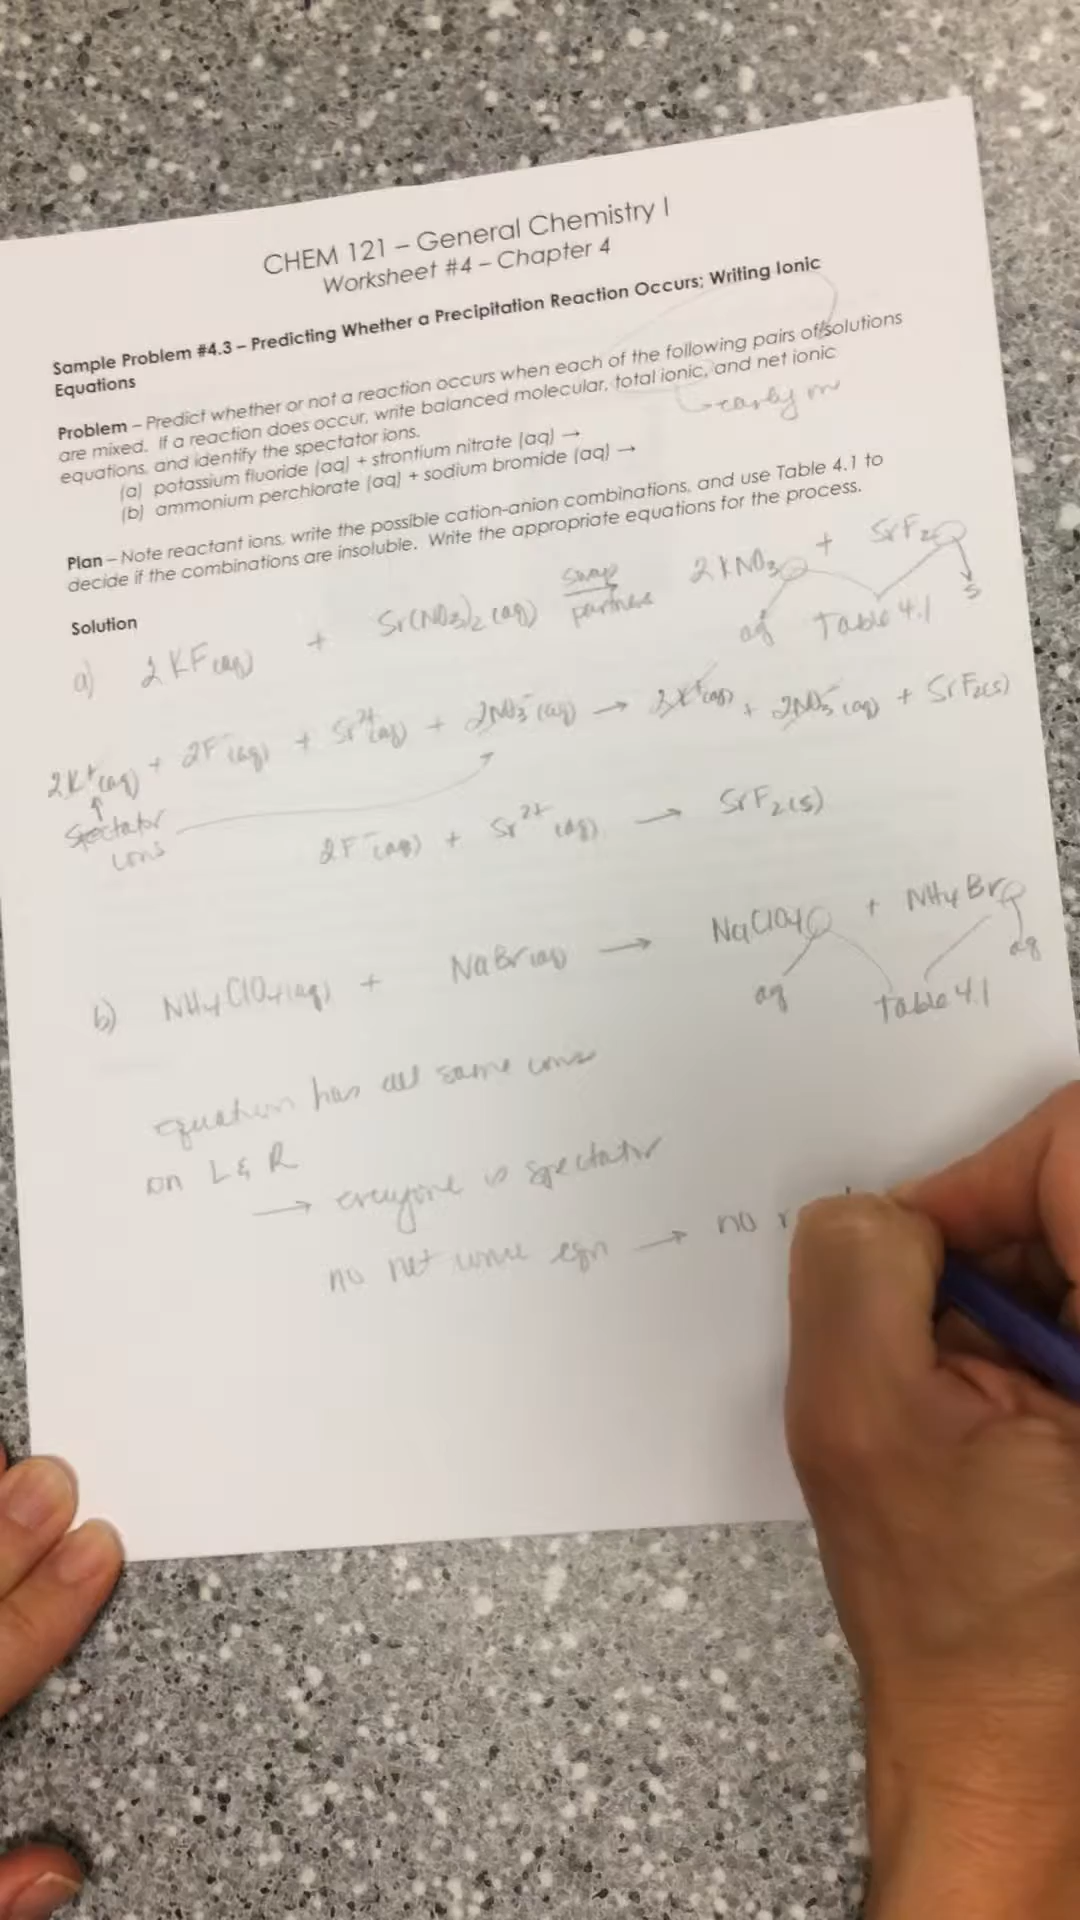 CHEM 121 – General Chemistry I
Worksheet #4 – Chapter 4
Sample Problem #4.3 – Predicting Whether a Precipitation Reaction Occurs; Writing Ionic
Equations
Problem – Predict whether or not a reaction occurs when each of the following pairs of solutions
are mixed. If a reaction does occur, write balanced molecular, total ionic, and net ionic
equations, and identify the spectator ions.
(a) potassium fluoride (aq) + strontium nitrate (aq) →
(b) ammonium perchlorate (aq) + sodium bromide (aq) →
Plan – Note reactant ions, write the possible cation-anion combinations, and use Table 4.1 to
decide if the combinations are insoluble. Write the appropriate equations for the process.
Solution
a) 2KF(aq) + Sr(NO3)2(aq) swap partners 2KNO3 + SrF2
aq Table 4.1 s
2K⁺(aq) + 2F⁻(aq) + Sr²⁺(aq) + 2NO3⁻(aq) → 2K⁺(aq) + 2NO3⁻(aq) + SrF2(s)
Spectator
ions
2F⁻(aq) + Sr²⁺(aq) → SrF2(s)
b) NH4ClO4(aq) + NaBr(aq) → NaClO4 + NH4Br
aq Table 4.1 aq
equation has all same ions
on L & R
→ everyone is spectator
no net ionic eqn → no